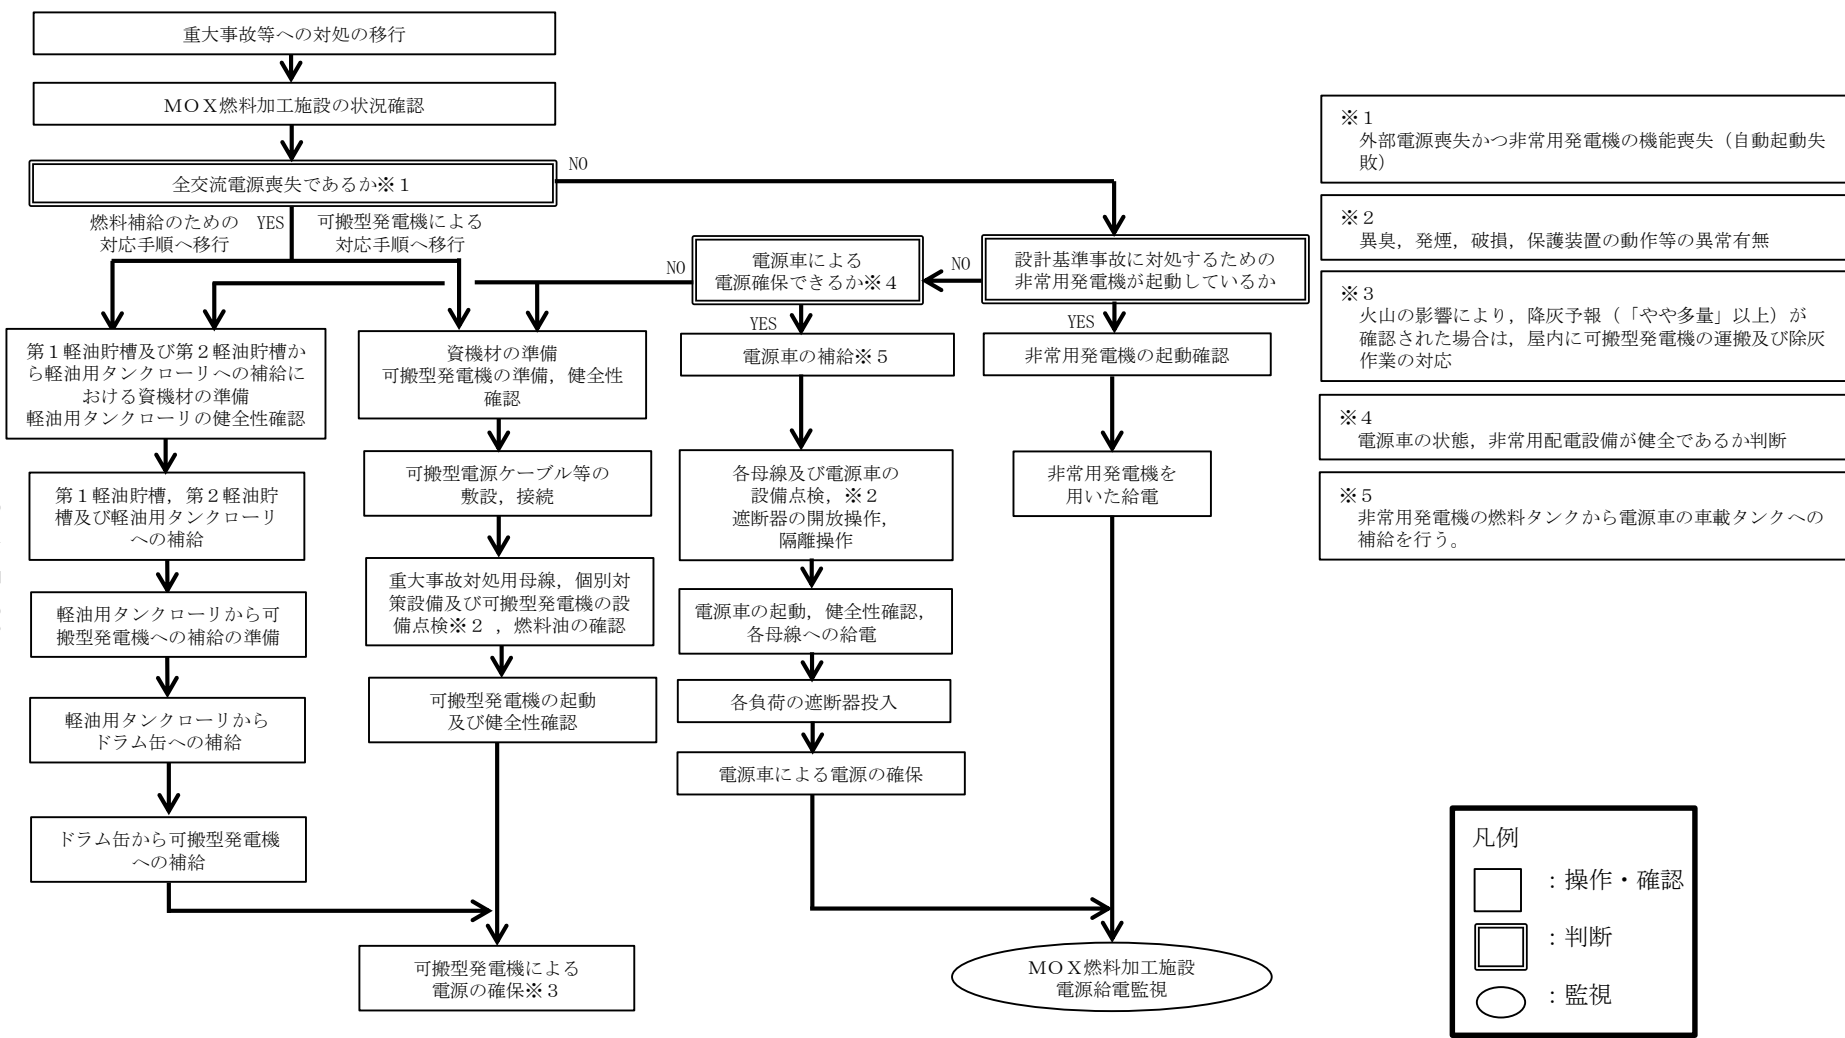 重大事故等への対処の移行
MOX燃料加工施設の状況確認
全交流電源喪失であるか※1
NO
燃料補給のための
対応手順へ移行
YES
可搬型発電機による
対応手順へ移行
設計基準事故に対処するための
非常用発電機が起動しているか
NO
電源車による
電源確保できるか※4
NO
YES
YES
第1軽油貯槽及び第2軽油貯槽か
ら軽油用タンクローリへの補給に
おける資機材の準備
軽油用タンクローリの健全性確認
第1軽油貯槽，第2軽油貯
槽及び軽油用タンクローリ
への補給
軽油用タンクローリから可
搬型発電機への補給の準備
軽油用タンクローリから
ドラム缶への補給
ドラム缶から可搬型発電機
への補給
資機材の準備
可搬型発電機の準備，健全性
確認
可搬型電源ケーブル等の
敷設，接続
重大事故対処用母線，個別対
策設備及び可搬型発電機の設
備点検※2 ，燃料油の確認
可搬型発電機の起動
及び健全性確認
可搬型発電機による
電源の確保※3
電源車の補給※5
各母線及び電源車の
設備点検，※2
遮断器の開放操作，
隔離操作
電源車の起動，健全性確認，
各母線への給電
各負荷の遮断器投入
電源車による電源の確保
非常用発電機の起動確認
非常用発電機を
用いた給電
MOX燃料加工施設
電源給電監視
※1
外部電源喪失かつ非常用発電機の機能喪失（自動起動失
敗）
※2
異臭，発煙，破損，保護装置の動作等の異常有無
※3
火山の影響により，降灰予報（「やや多量」以上）が
確認された場合は，屋内に可搬型発電機の運搬及び除灰
作業の対応
※4
電源車の状態，非常用配電設備が健全であるか判断
※5
非常用発電機の燃料タンクから電源車の車載タンクへの
補給を行う。
凡例
：操作・確認
：判断
：監視